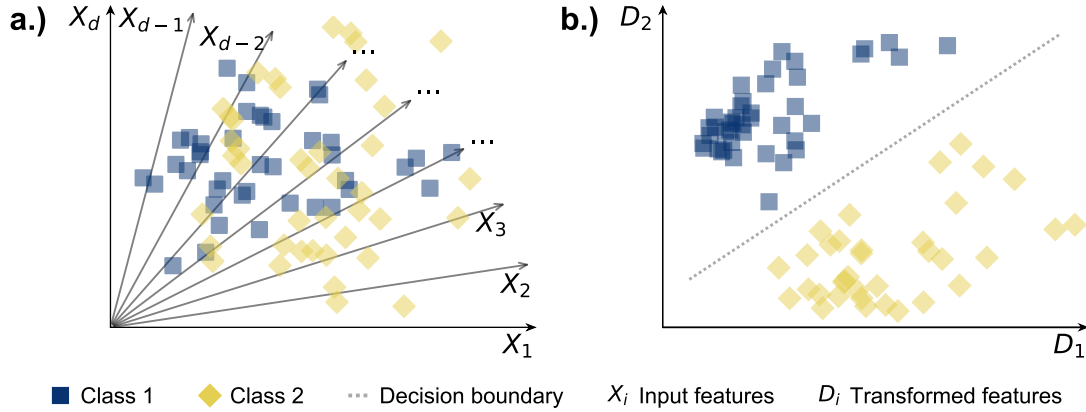 a.)
X_d
X_{d−1}
X_{d−2}
...
...
...
X_3
X_2
X_1
b.)
D_2
D_1
Class 1 Class 2 Decision boundary X_i Input features D_i Transformed features